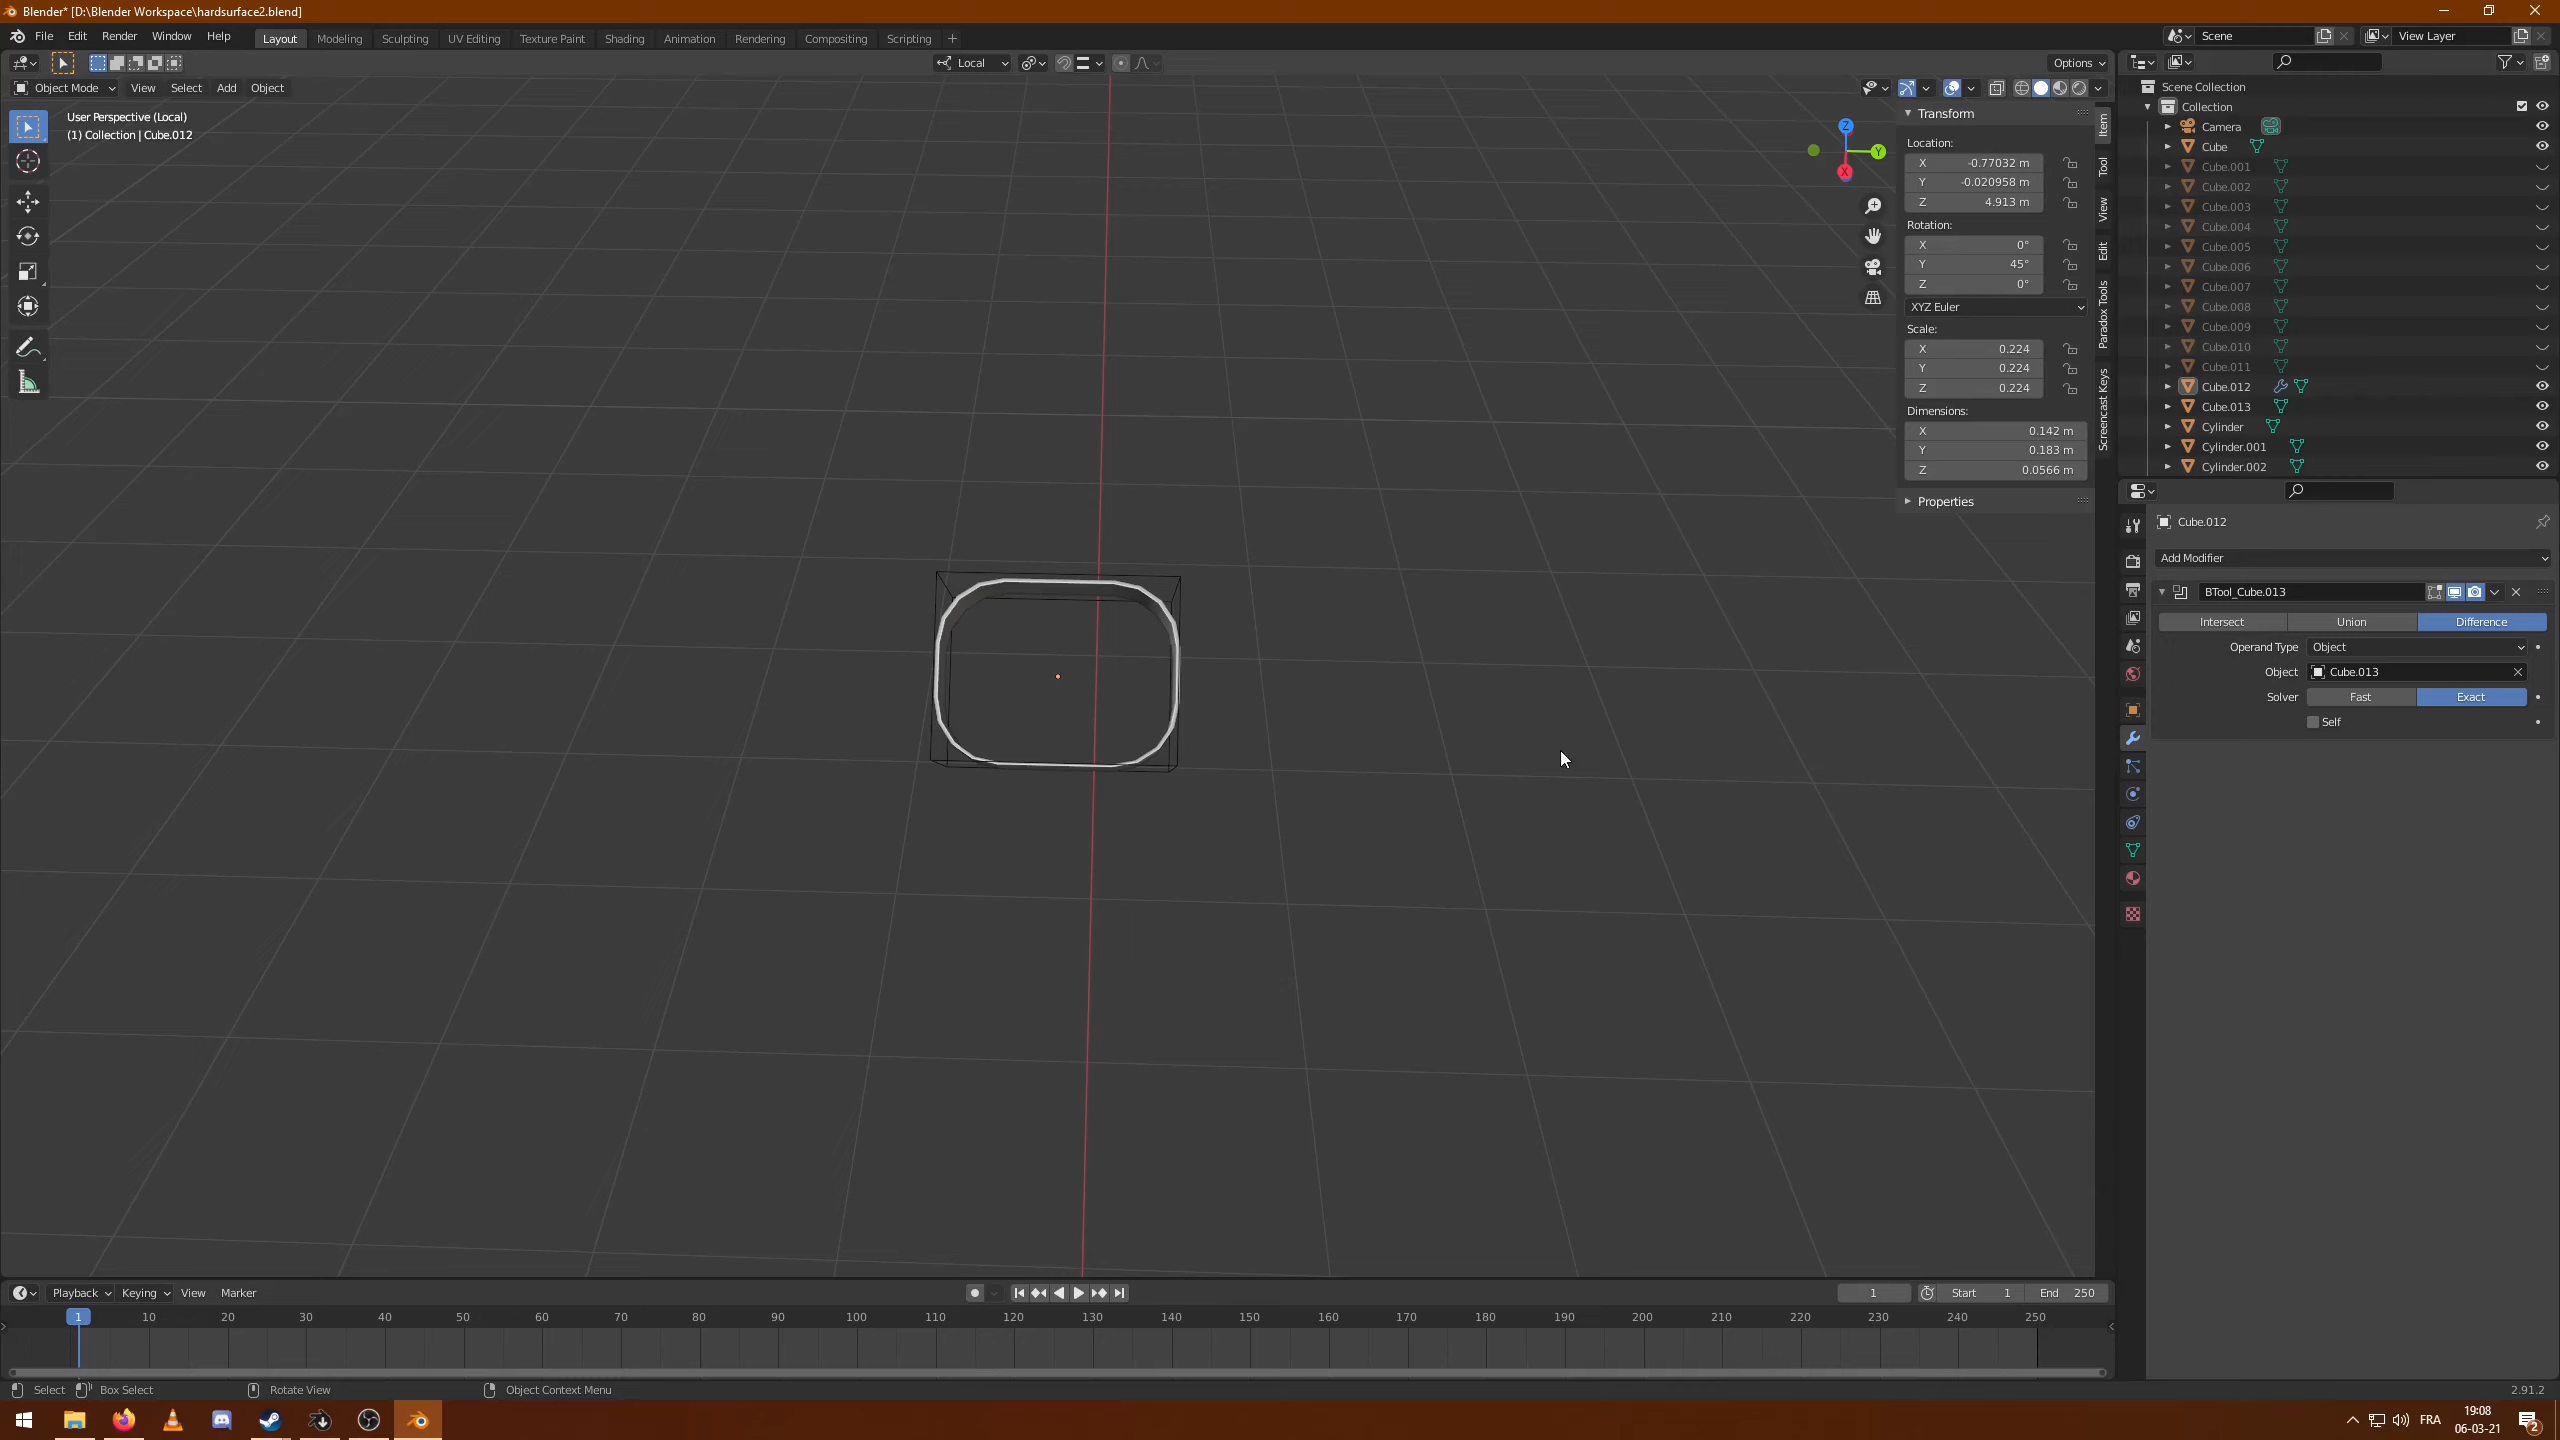 Blender* [D:\Blender Workspace\hardsurface2.blend]
File Edit Render Window Help Layout Modeling Sculpting UV Editing Texture Paint Shading Animation Rendering Compositing Scripting + Scene View Layer
Local Options
Object Mode View Select Add Object
User Perspective (Local)
(1) Collection | Cube.012
Z
Y
X
Transform
Location:
X -0.77032 m
Y -0.020958 m
Z 4.913 m
Rotation:
X 0°
Y 45°
Z 0°
XYZ Euler
Scale:
X 0.224
Y 0.224
Z 0.224
Dimensions:
X 0.142 m
Y 0.183 m
Z 0.0566 m
Properties
Item
Tool
View
Edit
Paradox Tools
Screencast Keys
Scene Collection
Collection
Camera
Cube
Cube.001
Cube.002
Cube.003
Cube.004
Cube.005
Cube.006
Cube.007
Cube.008
Cube.009
Cube.010
Cube.011
Cube.012
Cube.013
Cylinder
Cylinder.001
Cylinder.002
Cube.012
Add Modifier
BTool_Cube.013
Intersect Union Difference
Operand Type Object
Object Cube.013
Solver Fast Exact
Self
Playback Keying View Marker 1 Start 1 End 250
1 10 20 30 40 50 60 70 80 90 100 110 120 130 140 150 160 170 180 190 200 210 220 230 240 250
Select Box Select Rotate View Object Context Menu 2.91.2
FRA
19:08
06-03-21
2